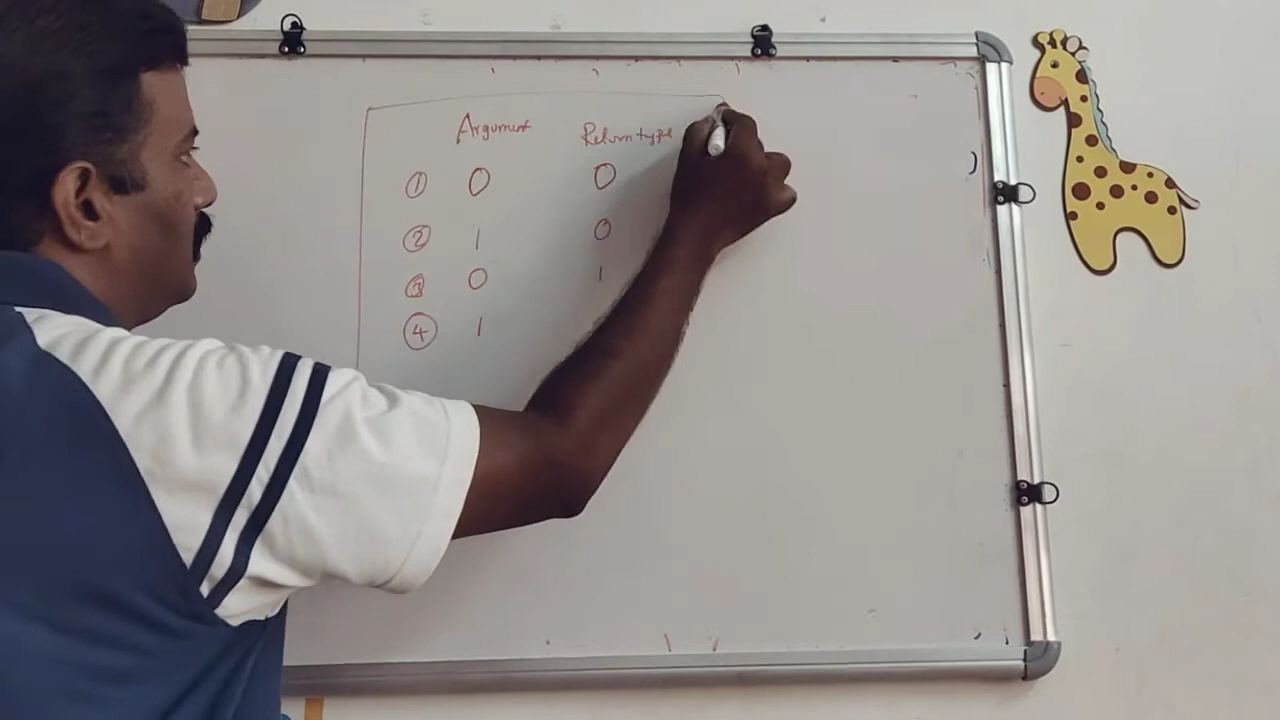 Argument Return type
① 0 0
② 1 0
③ 0 1
④ 1